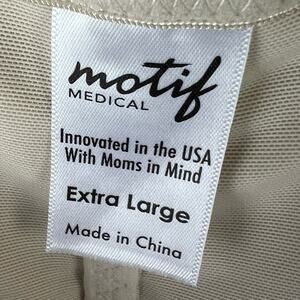 motif
MEDICAL
Innovated in the USA
With Moms in Mind
Extra Large
Made in China